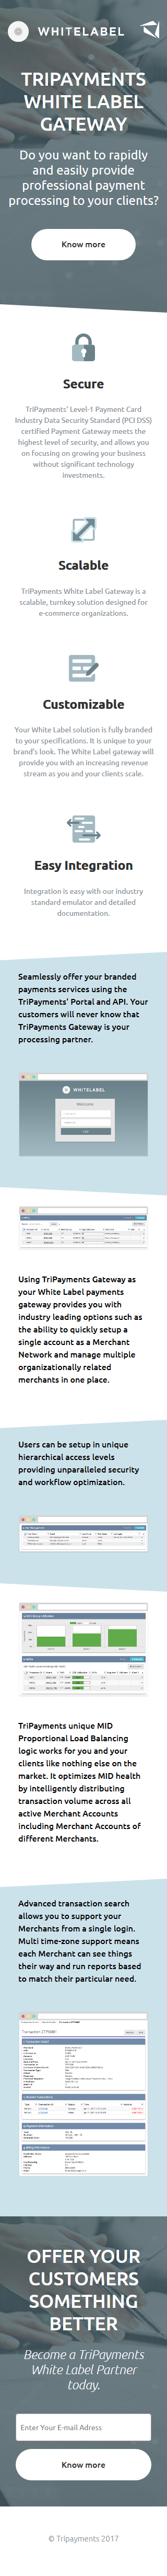 WHITELABEL
TRIPAYMENTS
WHITE LABEL
GATEWAY
Do you want to rapidly
and easily provide
professional payment
processing to your clients?
Know more
Secure
TriPayments' Level-1 Payment Card
Industry Data Security Standard (PCI DSS)
certified Payment Gateway meets the
highest level of security, and allows you
on focusing on growing your business
without significant technology
investments.
Scalable
TriPayments White Label Gateway is a
scalable, turnkey solution designed for
e-commerce organizations.
Customizable
Your White Label solution is fully branded
to your specifications. It is unique to your
brand's look. The White Label gateway will
provide you with an increasing revenue
stream as you and your clients scale.
Easy Integration
Integration is easy with our industry
standard emulator and detailed
documentation.
Seamlessly offer your branded
payments services using the
TriPayments' Portal and API. Your
customers will never know that
TriPayments Gateway is your
processing partner.
WHITELABEL
Using TriPayments Gateway as
your White Label payments
gateway provides you with
industry leading options such as
the ability to quickly setup a
single account as a Merchant
Network and manage multiple
organizationally related
merchants in one place.
Users can be setup in unique
hierarchical access levels
providing unparalleled security
and workflow optimization.
TriPayments unique MID
Proportional Load Balancing
logic works for you and your
clients like nothing else on the
market. It optimizes MID health
by intelligently distributing
transaction volume across all
active Merchant Accounts
including Merchant Accounts of
different Merchants.
Advanced transaction search
allows you to support your
Merchants from a single login.
Multi time-zone support means
each Merchant can see things
their way and run reports based
to match their particular need.
OFFER YOUR
CUSTOMERS
SOMETHING
BETTER
Become a TriPayments
White Label Partner
today.
Enter Your E-mail Adress
Know more
© Tripayments 2017